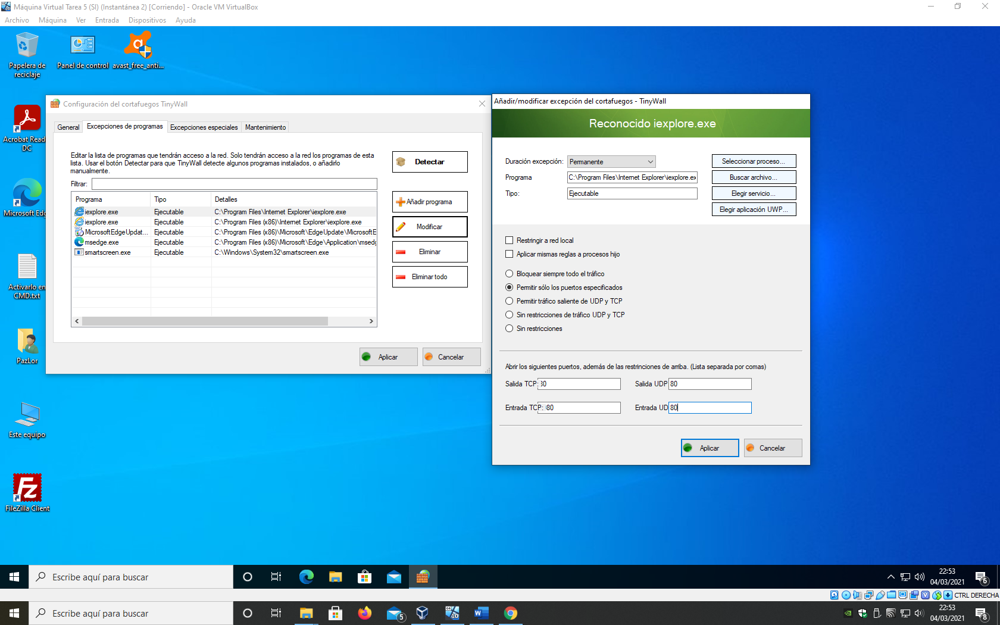 Máquina Virtual Tarea 5 (SI) (Instantánea 2) [Corriendo] - Oracle VM VirtualBox
Archivo Máquina Ver Entrada Dispositivos Ayuda
Papelera de reciclaje
Panel de control
avast_free_anti...
Acrobat Read
DC
Microsoft Edg
Activarlo en
CMD.txt
PazLor
Este equipo
FileZilla Client
Configuración del cortafuegos TinyWall
General Excepciones de programas Excepciones especiales Mantenimiento
Editar la lista de programas que tendrán acceso a la red. Solo tendrán acceso a la red los programas de esta
lista. Usar el botón Detectar para que TinyWall detecte algunos programas instalados, o añadirlo
manualmente.
Filtrar:
Programa Tipo Detalles
iexplore.exe Ejecutable C:\Program Files\Internet Explorer\iexplore.exe
iexplore.exe Ejecutable C:\Program Files (x86)\Internet Explorer\iexplore.exe
MicrosoftEdgeUpdat... Ejecutable C:\Program Files (x86)\Microsoft\EdgeUpdate\MicrosoftE
msedge.exe Ejecutable C:\Program Files (x86)\Microsoft\Edge\Application\msedg
smartscreen.exe Ejecutable C:\Windows\System32\smartscreen.exe
Detectar
Añadir programa
Modificar
Eliminar
Eliminar todo
Aplicar Cancelar
Añadir/modificar excepción del cortafuegos - TinyWall
Reconocido iexplore.exe
Duración excepción: Permanente
Programa C:\Program Files\Internet Explorer\iexplore.ex
Tipo: Ejecutable
Seleccionar proceso...
Buscar archivo...
Elegir servicio...
Elegir aplicación UWP...
Restringir a red local
Aplicar mismas reglas a procesos hijo
Bloquear siempre todo el tráfico
Permitir sólo los puertos especificados
Permitir tráfico saliente de UDP y TCP
Sin restricciones de tráfico UDP y TCP
Sin restricciones
Abrir los siguientes puertos, además de las restrinciones de arriba. (Lista separada por comas)
Salida TCP: 80 Salida UDP 80
Entrada TCP: 80 Entrada UD 80
Aplicar Cancelar
Escribe aquí para buscar
22:53
04/03/2021
6
CTRL DERECHA
Escribe aquí para buscar
5
22:53
04/03/2021
8